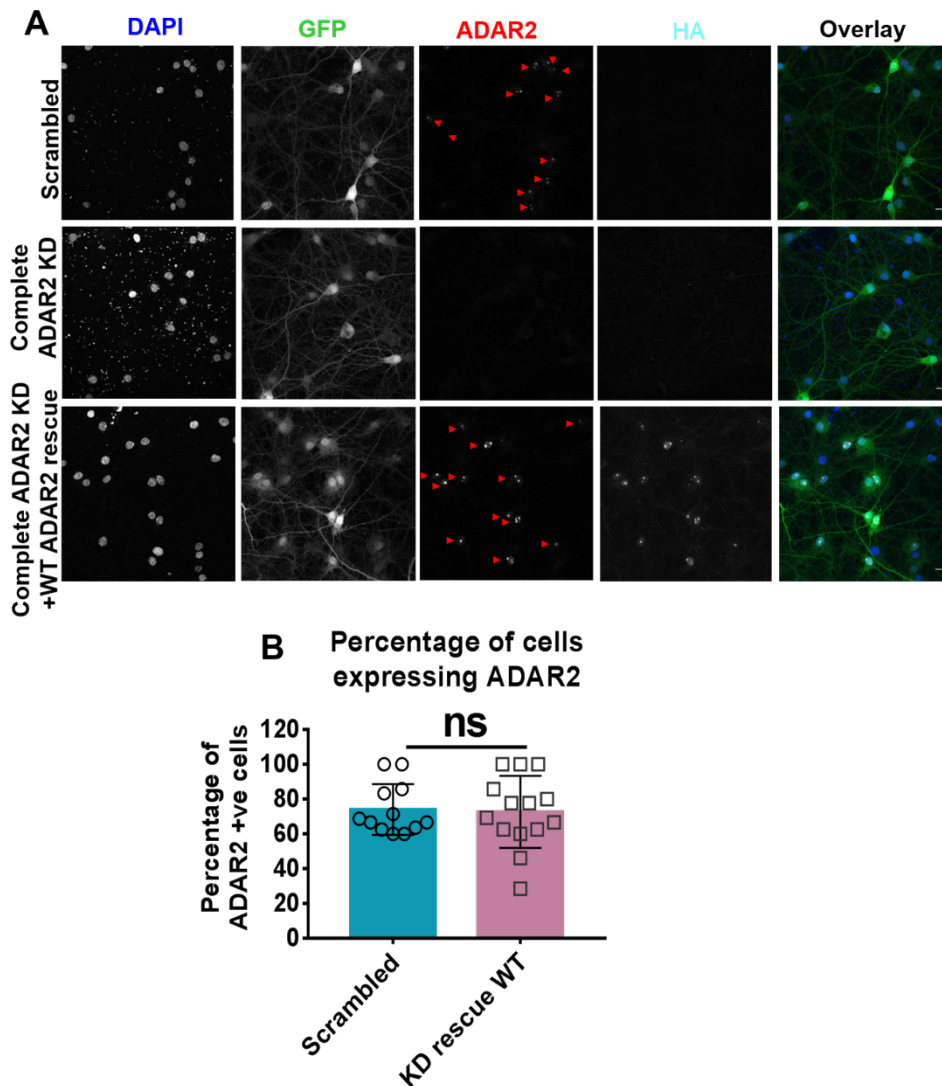 A
DAPI
GFP
ADAR2
HA
Overlay
Scrambled
Complete
ADAR2 KD
Complete ADAR2 KD
+WT ADAR2 rescue
B
Percentage of cells
expressing ADAR2
ns
Percentage of
ADAR2 +ve cells
120
100
80
60
40
20
0
Scrambled
KD rescue WT